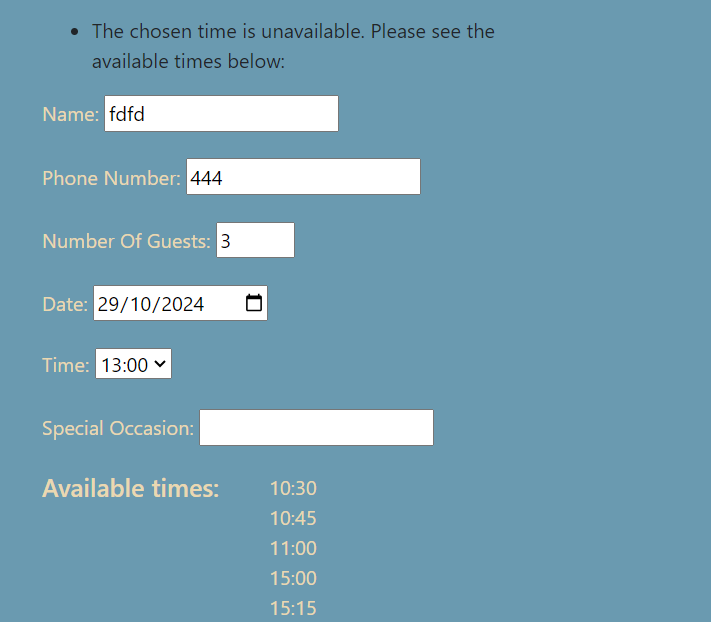 The chosen time is unavailable. Please see the
available times below:
Name: fdfd
Phone Number: 444
Number Of Guests: 3
Date: 29/10/2024
Time: 13:00
Special Occasion:
Available times: 10:30
10:45
11:00
15:00
15:15